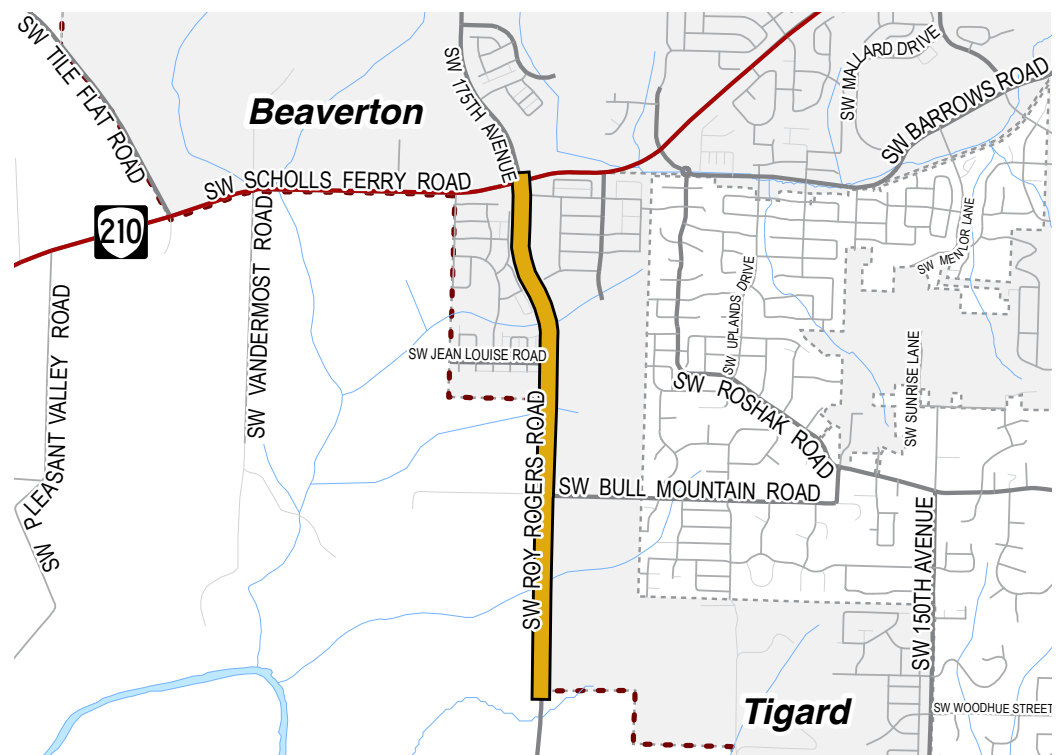 SW TILE FLAT ROAD
SW 175TH AVENUE
SW MALLARD DRIVE
Beaverton
SW BARROWS ROAD
SW SCHOLLS FERRY ROAD
210
SW MENLOR LANE
SW VANDERMOST ROAD
SW PLEASANT VALLEY ROAD
SW UPLANDS DRIVE
SW JEAN LOUISE ROAD
SW SUNRISE LANE
SW ROSHAK ROAD
SW ROY ROGERS ROAD
SW BULL MOUNTAIN ROAD
SW 150TH AVENUE
Tigard
SW WOODHUE STREET